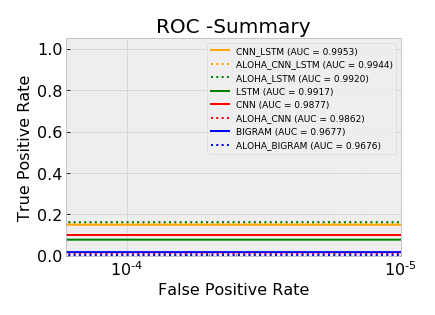 ROC -Summary
True Positive Rate
1.0
0.8
0.6
0.4
0.2
0.0
CNN_LSTM (AUC = 0.9953)
ALOHA_CNN_LSTM (AUC = 0.9944)
ALOHA_LSTM (AUC = 0.9920)
LSTM (AUC = 0.9917)
CNN (AUC = 0.9877)
ALOHA_CNN (AUC = 0.9862)
BIGRAM (AUC = 0.9677)
ALOHA_BIGRAM (AUC = 0.9676)
10-4 10-5
False Positive Rate